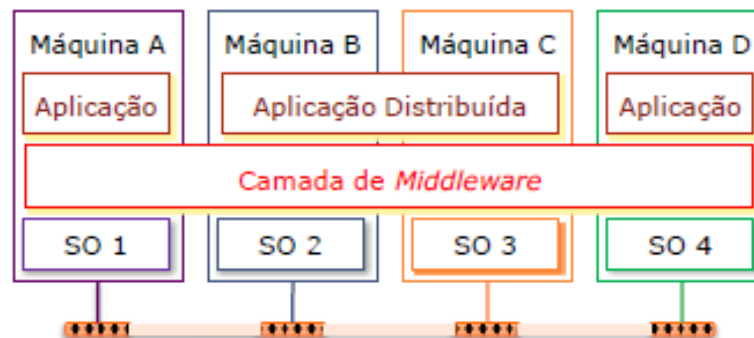 Máquina A Máquina B Máquina C Máquina D
Aplicação Aplicação Distribuída Aplicação
Camada de Middleware
SO 1 SO 2 SO 3 SO 4